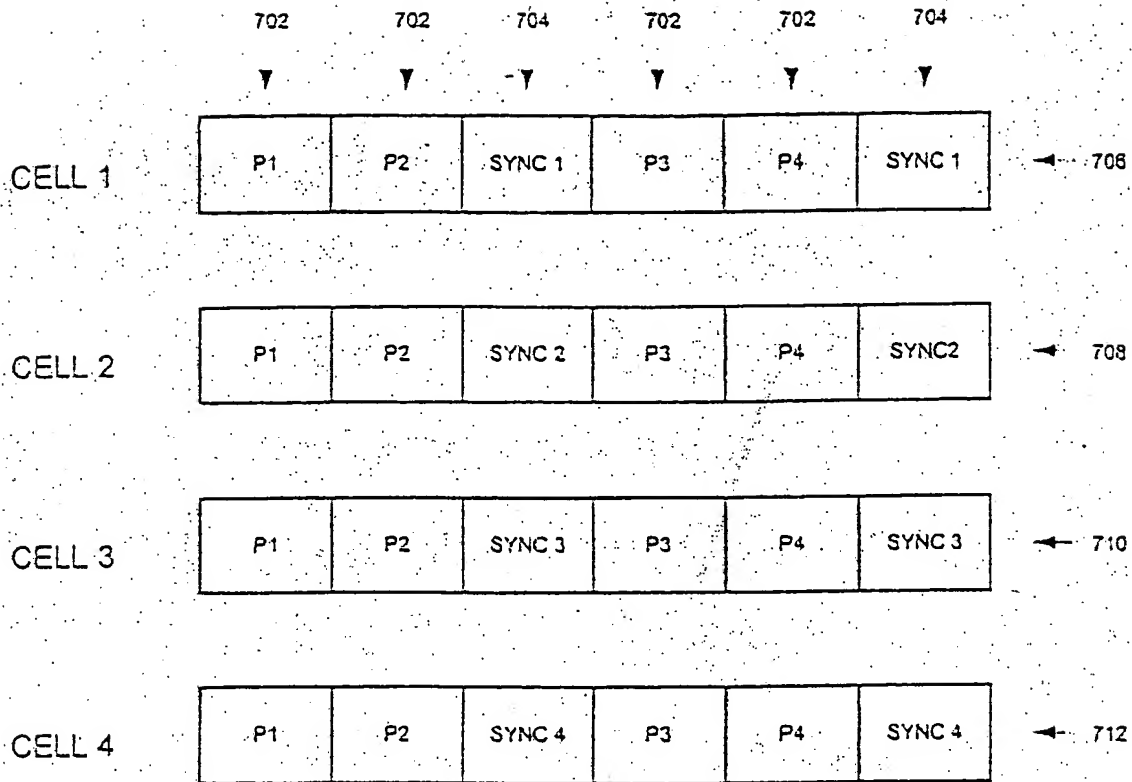 702 702 704 702 702 704
CELL 1 P1 P2 SYNC 1 P3 P4 SYNC 1 706
CELL 2 P1 P2 SYNC 2 P3 P4 SYNC2 708
CELL 3 P1 P2 SYNC 3 P3 P4 SYNC 3 710
CELL 4 P1 P2 SYNC 4 P3 P4 SYNC 4 712